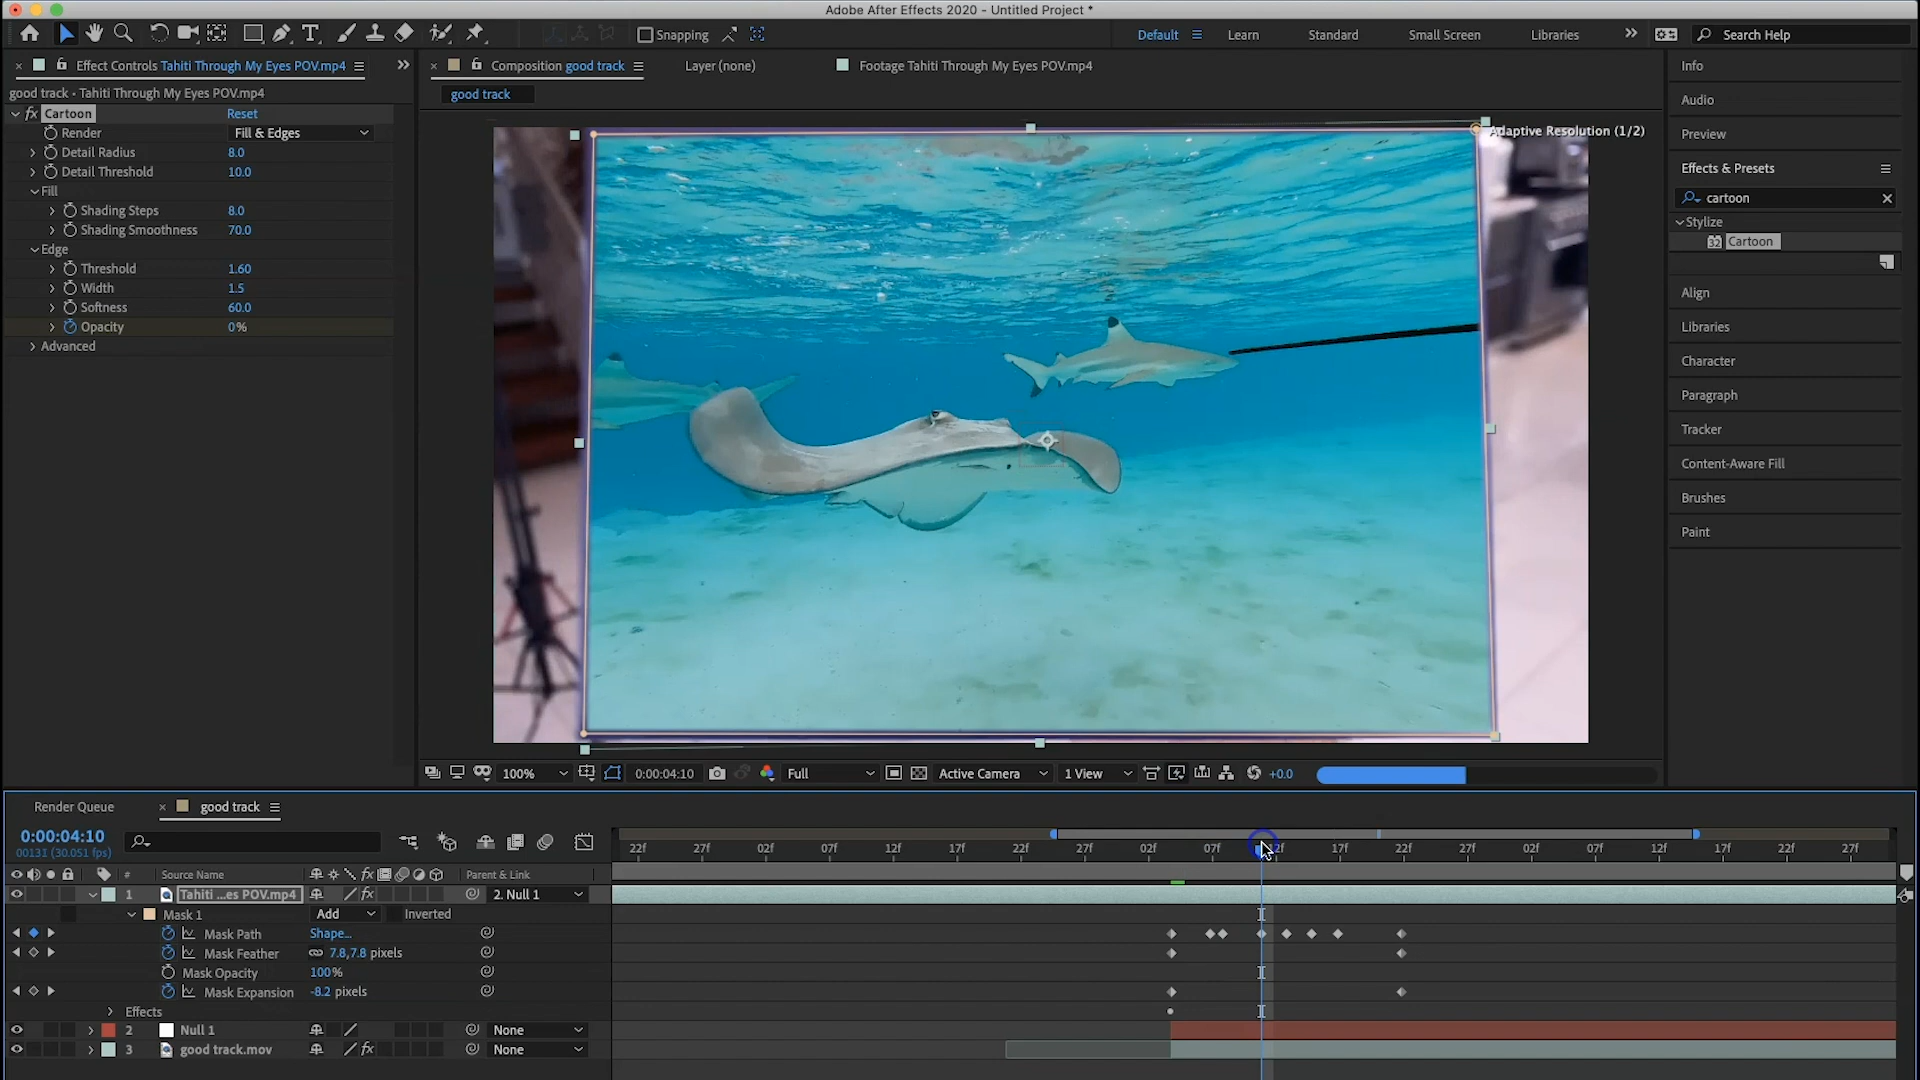 Adobe After Effects 2020 - Untitled Project *
Snapping
Default
Learn
Standard
Small Screen
Libraries
Search Help
Effect Controls Tahiti Through My Eyes POV.mp4
Composition good track
Layer (none)
Footage Tahiti Through My Eyes POV.mp4
Info
good track • Tahiti Through My Eyes POV.mp4
good track
Audio
fx Cartoon Reset
Render Fill & Edges
Detail Radius 8.0
Detail Threshold 10.0
Fill
Shading Steps 8.0
Shading Smoothness 70.0
Edge
Threshold 1.60
Width 1.5
Softness 60.0
Opacity 0%
Advanced
Adaptive Resolution (1/2)
Preview
Effects & Presets
cartoon
Stylize
32 Cartoon
Align
Libraries
Character
Paragraph
Tracker
Content-Aware Fill
Brushes
Paint
100% 0:00:04:10 Full Active Camera 1 View +0.0
Render Queue
good track
0:00:04:10
00131 (30.051 fps)
22f 27f 02f 07f 12f 17f 22f 27f 02f 07f 12f 17f 22f 27f 02f 07f 12f 17f 22f 27f
# Source Name fx Parent & Link
1 Tahiti ...es POV.mp4 fx 2. Null 1
Mask 1 Add Inverted
Mask Path Shape...
Mask Feather 7.8,7.8 pixels
Mask Opacity 100%
Mask Expansion -8.2 pixels
Effects
2 Null 1 None
3 good track.mov fx None